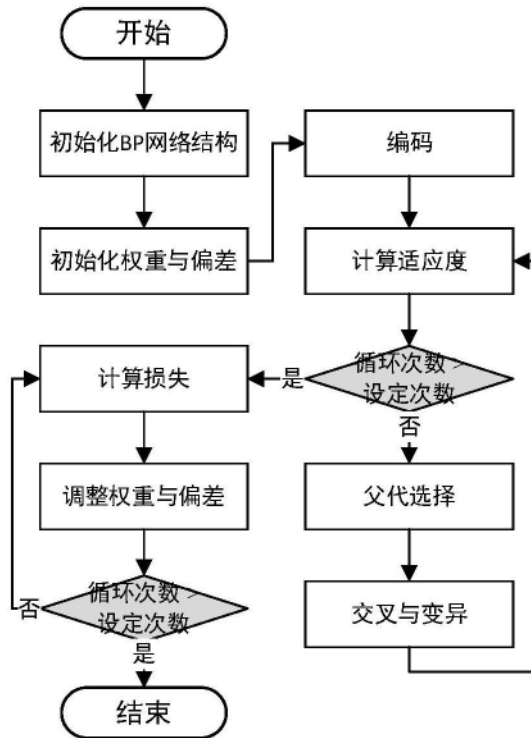 开始
初始化BP网络结构
初始化权重与偏差
编码
计算适应度
循环次数 >
设定次数
是
否
父代选择
交叉与变异
计算损失
调整权重与偏差
循环次数 >
设定次数
否
是
结束